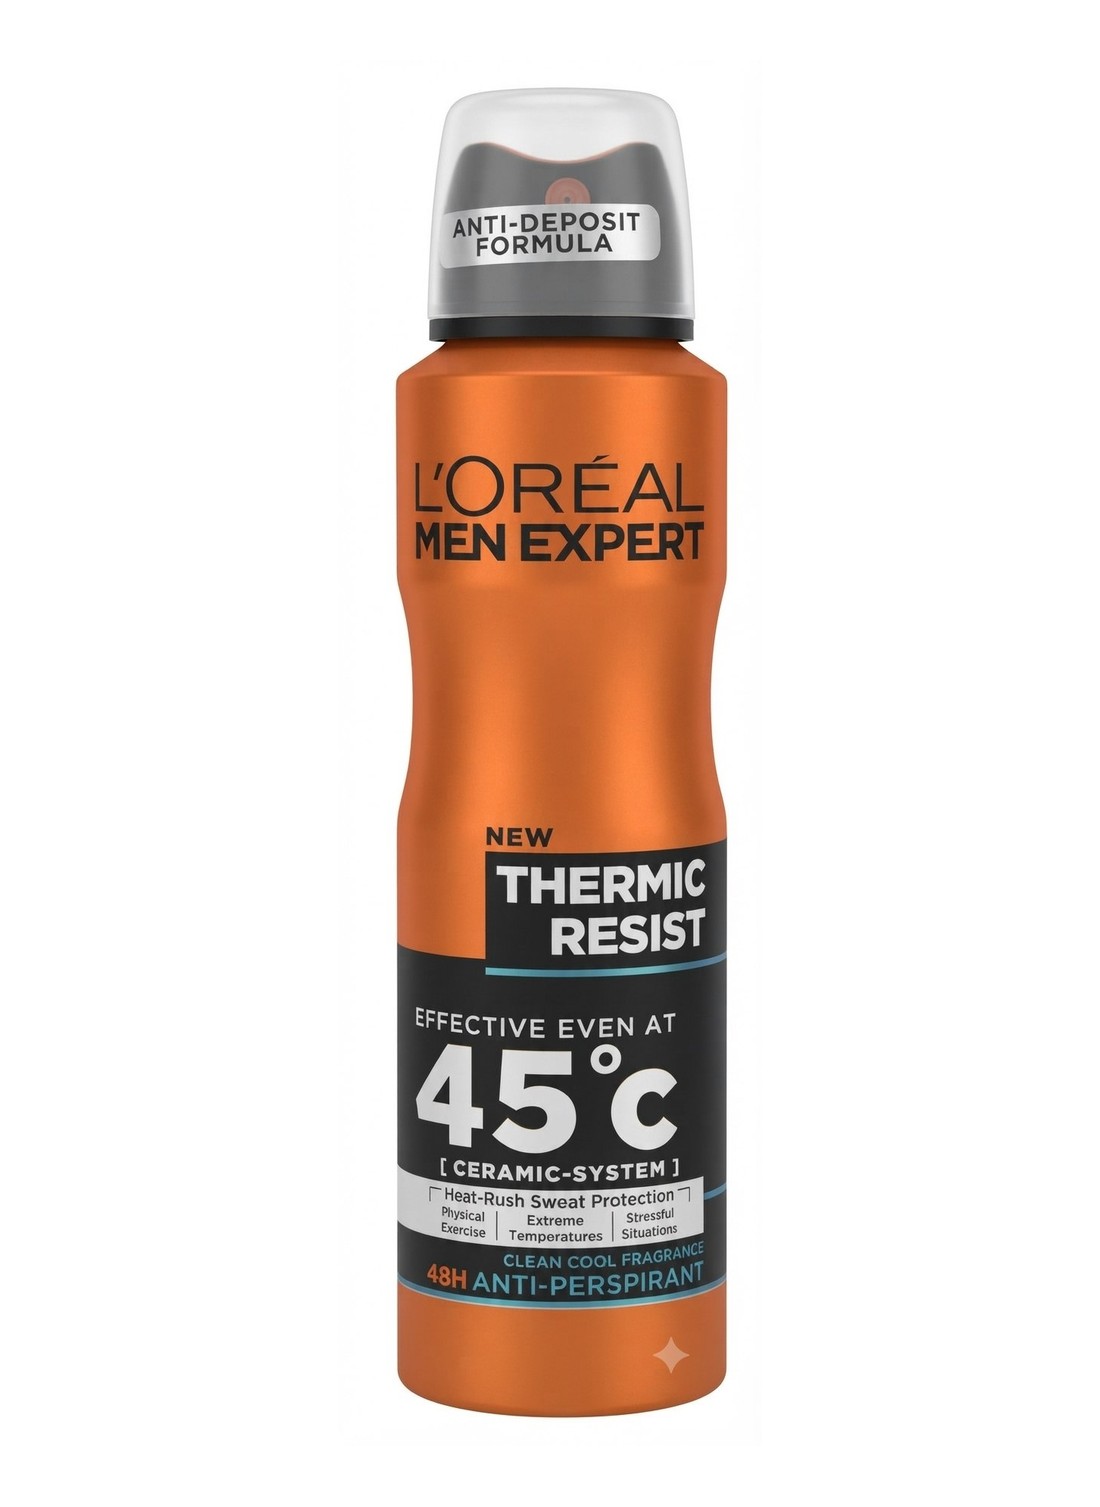 ANTI-DEPOSIT
FORMULA
L'ORÉAL
MEN EXPERT
NEW
THERMIC
RESIST
EFFECTIVE EVEN AT
45°C
[ CERAMIC-SYSTEM ]
Heat-Rush Sweat Protection
Physical Exercise | Extreme Temperatures | Stressful Situations
CLEAN COOL FRAGRANCE
48H ANTI-PERSPIRANT